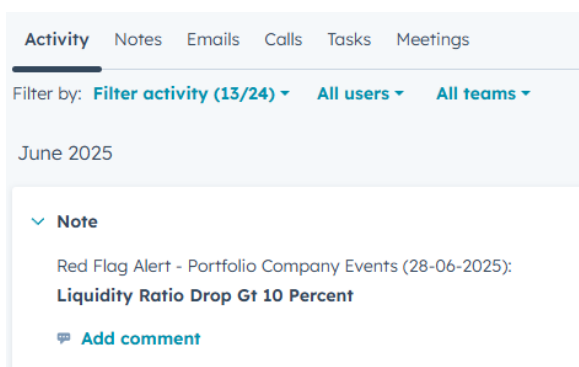 Activity Notes Emails Calls Tasks Meetings
Filter by: Filter activity (13/24) All users All teams
June 2025
Note
Red Flag Alert - Portfolio Company Events (28-06-2025):
Liquidity Ratio Drop Gt 10 Percent
Add comment